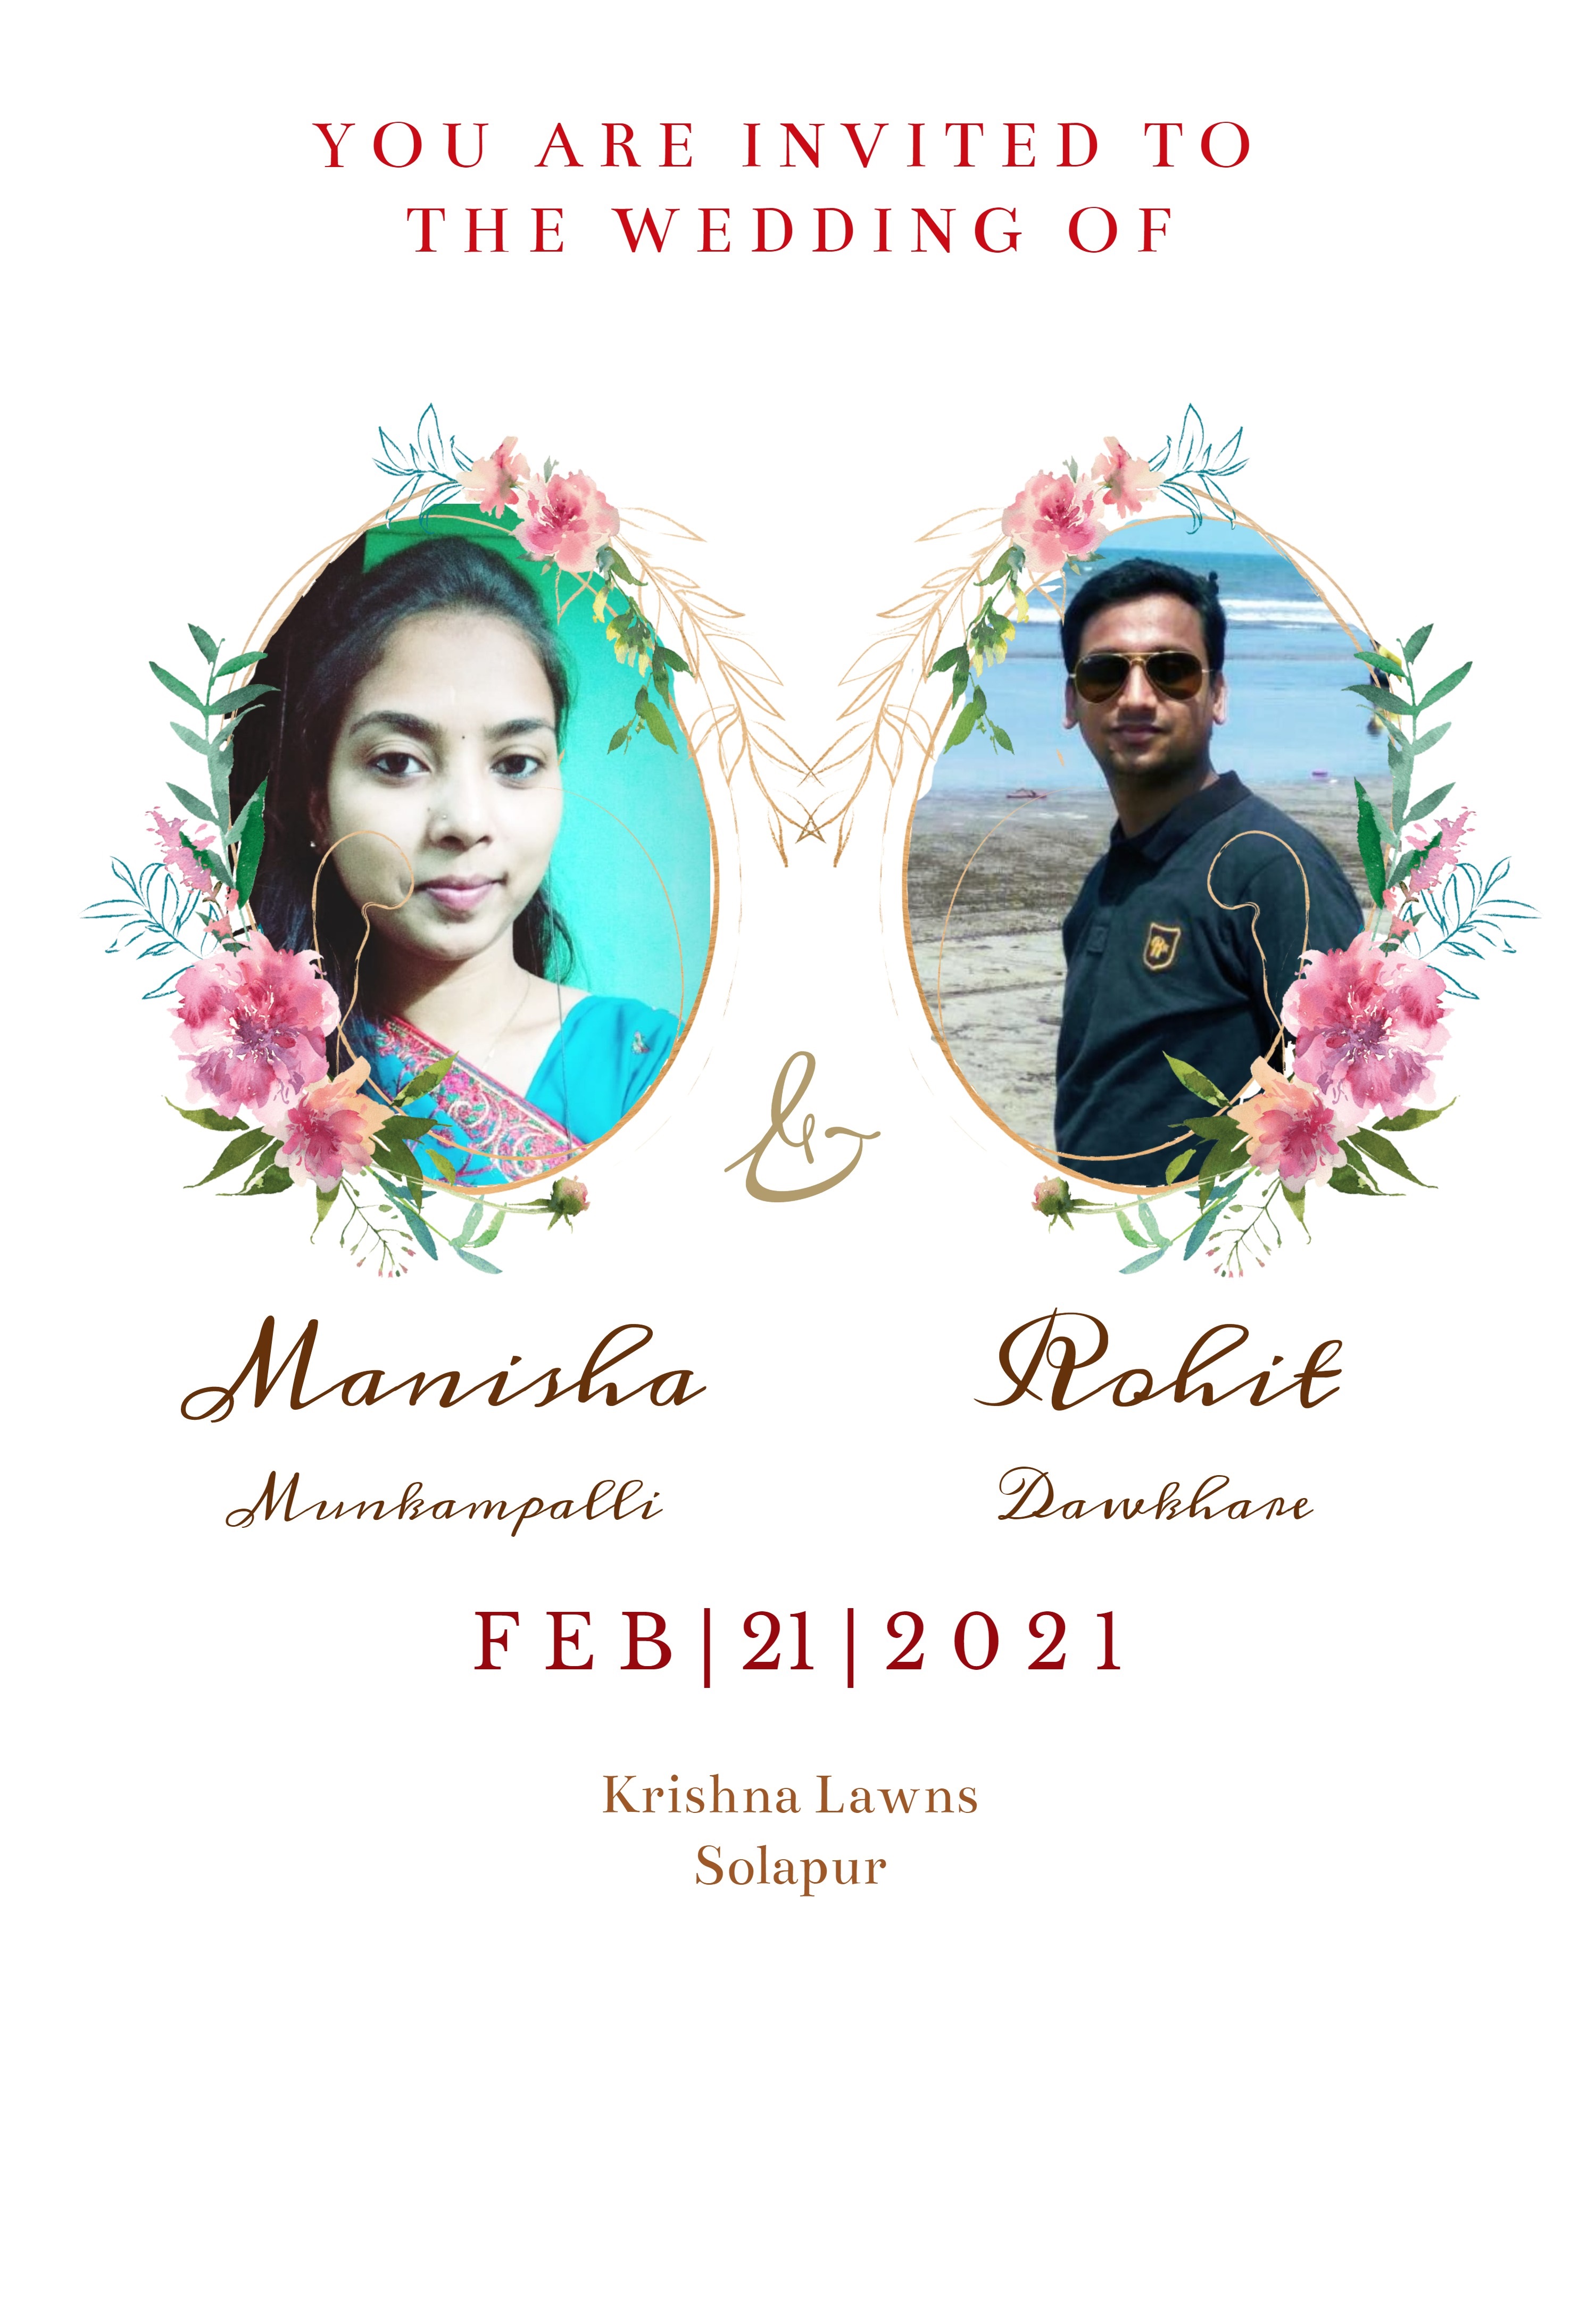 YOU ARE INVITED TO
THE WEDDING OF
&
Manisha Rohit
Munkampalli Dawkhare
FEB|21|2021
Krishna Lawns
Solapur